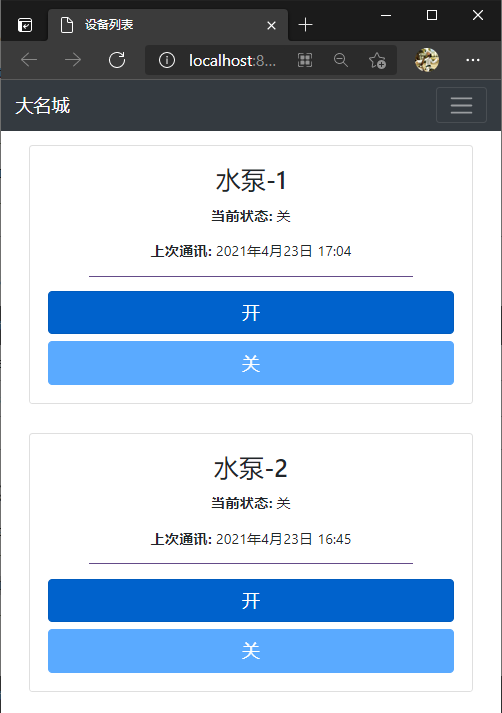 设备列表
localhost:8...
大名城
水泵-1
当前状态: 关
上次通讯: 2021年4月23日 17:04
开
关
水泵-2
当前状态: 关
上次通讯: 2021年4月23日 16:45
开
关